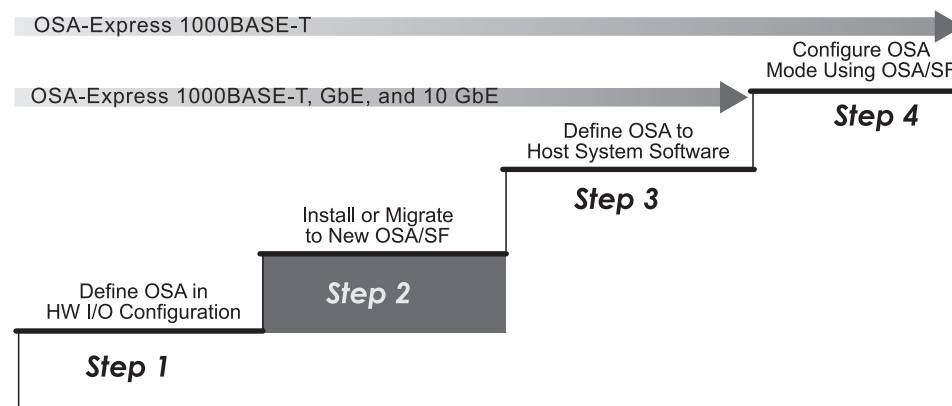 OSA-Express 1000BASE-T
Configure OSA
Mode Using OSA/SF
OSA-Express 1000BASE-T, GbE, and 10 GbE
Step 4
Define OSA to
Host System Software
Step 3
Install or Migrate
to New OSA/SF
Step 2
Define OSA in
HW I/O Configuration
Step 1